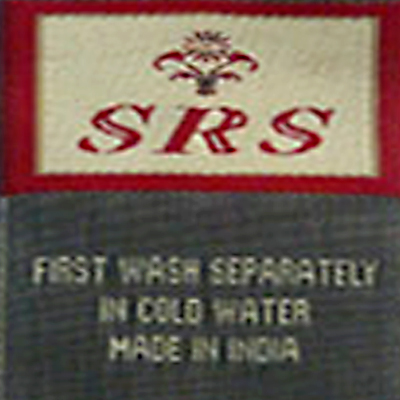 SRS
FIRST WASH SEPARATELY
IN COLD WATER
MADE IN INDIA